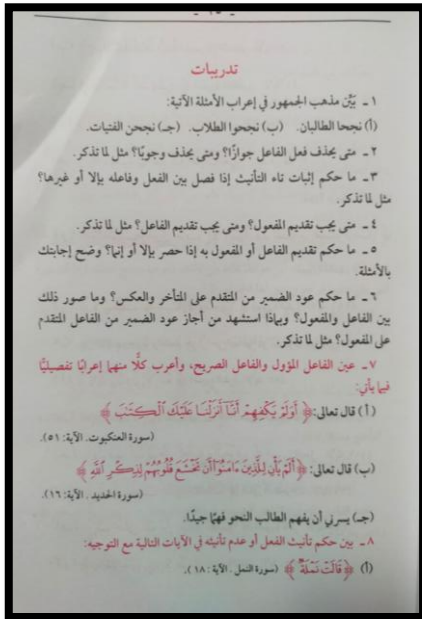 تدريبات
١ - بَيِّن مذهب الجمهور في إعراب الأمثلة الآتية:
(أ) نجحا الطالبان. (ب) نجحوا الطلاب. (جـ) نجحن الفتيات.
٢ - متى يحذف فعل الفاعل جوازًا؟ ومتى يحذف وجوبًا؟ مثل لما تذكر.
٣ - ما حكم إثبات تاء التأنيث إذا فصل بين الفعل وفاعله بإلا أو غيرها؟
مثل لما تذكر.
٤ - متى يجب تقديم المفعول؟ ومتى يجب تقديم الفاعل؟ مثل لما تذكر.
٥ - ما حكم تقديم الفاعل أو المفعول به إذا حصر بإلا أو إنما؟ وضح إجابتك
بالأمثلة.
٦ - ما حكم عود الضمير من المتقدم على المتأخر والعكس؟ وما صور ذلك
بين الفاعل والمفعول؟ وبماذا استشهد من أجاز عود الضمير من الفاعل المتقدم
على المفعول؟ مثل لما تذكر.
٧ - عين الفاعل المؤول والفاعل الصريح، وأعرب كلًّا منهما إعرابًا تفصيليًّا
فيما يأتي:
(أ) قال تعالى: ﴿ أَوَلَمْ يَكْفِهِمْ أَنَّا أَنزَلْنَا عَلَيْكَ ٱلْكِتَٰبَ ﴾
(سورة العنكبوت. الآية: ٥١).
(ب) قال تعالى: ﴿ أَلَمْ يَأْنِ لِلَّذِينَ ءَامَنُوٓا۟ أَن تَخْشَعَ قُلُوبُهُمْ لِذِكْرِ ٱللَّهِ ﴾
(سورة الحديد. الآية: ١٦).
(جـ) يسرني أن يفهم الطالب النحو فهمًا جيدًا.
٨ - بين حكم تأنيث الفعل أو عدم تأنيثه في الآيات التالية مع التوجيه:
(أ) ﴿ قَالَتْ نَمْلَةٌ ﴾ (سورة النمل. الآية: ١٨).